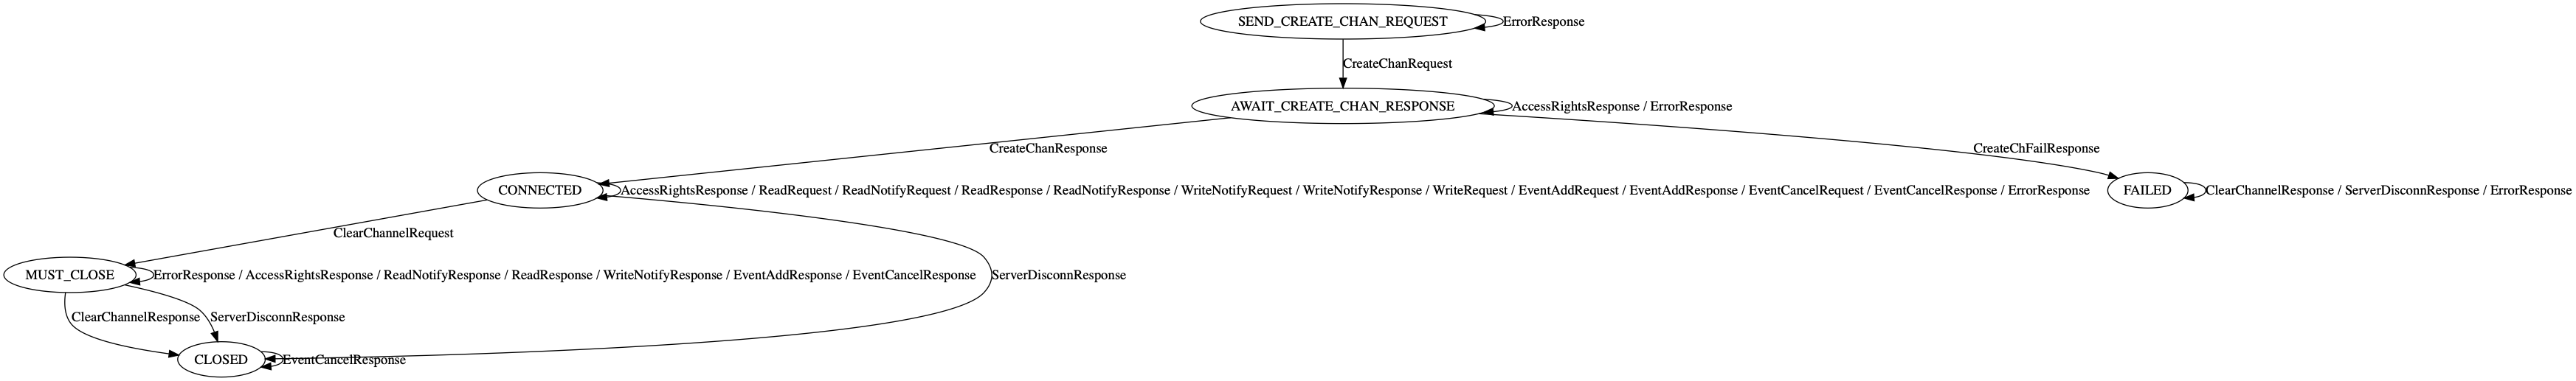 SEND_CREATE_CHAN_REQUEST
ErrorResponse
CreateChanRequest
AWAIT_CREATE_CHAN_RESPONSE
AccessRightsResponse / ErrorResponse
CreateChanResponse
CreateChFailResponse
CONNECTED
AccessRightsResponse / ReadRequest / ReadNotifyRequest / ReadResponse / ReadNotifyResponse / WriteNotifyRequest / WriteNotifyResponse / WriteRequest / EventAddRequest / EventAddResponse / EventCancelRequest / EventCancelResponse / ErrorResponse
FAILED
ClearChannelResponse / ServerDisconnResponse / ErrorResponse
ClearChannelRequest
MUST_CLOSE
ErrorResponse / AccessRightsResponse / ReadNotifyResponse / ReadResponse / WriteNotifyResponse / EventAddResponse / EventCancelResponse
ServerDisconnResponse
ClearChannelResponse
ServerDisconnResponse
CLOSED
EventCancelResponse